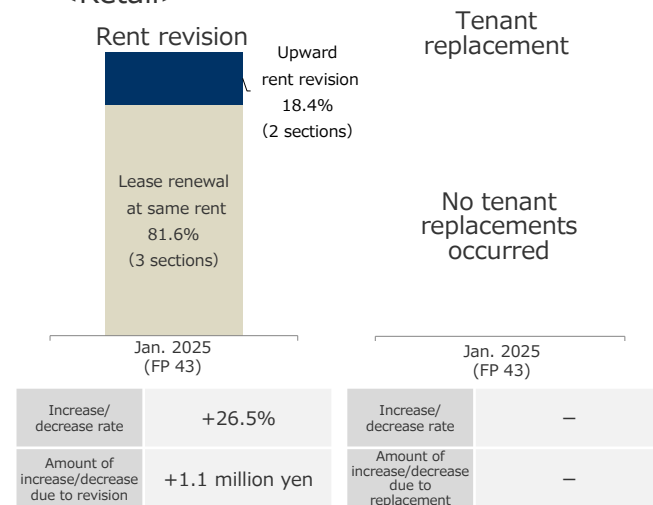 <Retail>
Rent revision
Upward
rent revision
18.4%
(2 sections)
Lease renewal
at same rent
81.6%
(3 sections)
Jan. 2025
(FP 43)
Increase/
decrease rate
+26.5%
Amount of
increase/decrease
due to revision
+1.1 million yen
Tenant
replacement
No tenant
replacements
occurred
Jan. 2025
(FP 43)
Increase/
decrease rate
–
Amount of
increase/decrease
due to
replacement
–